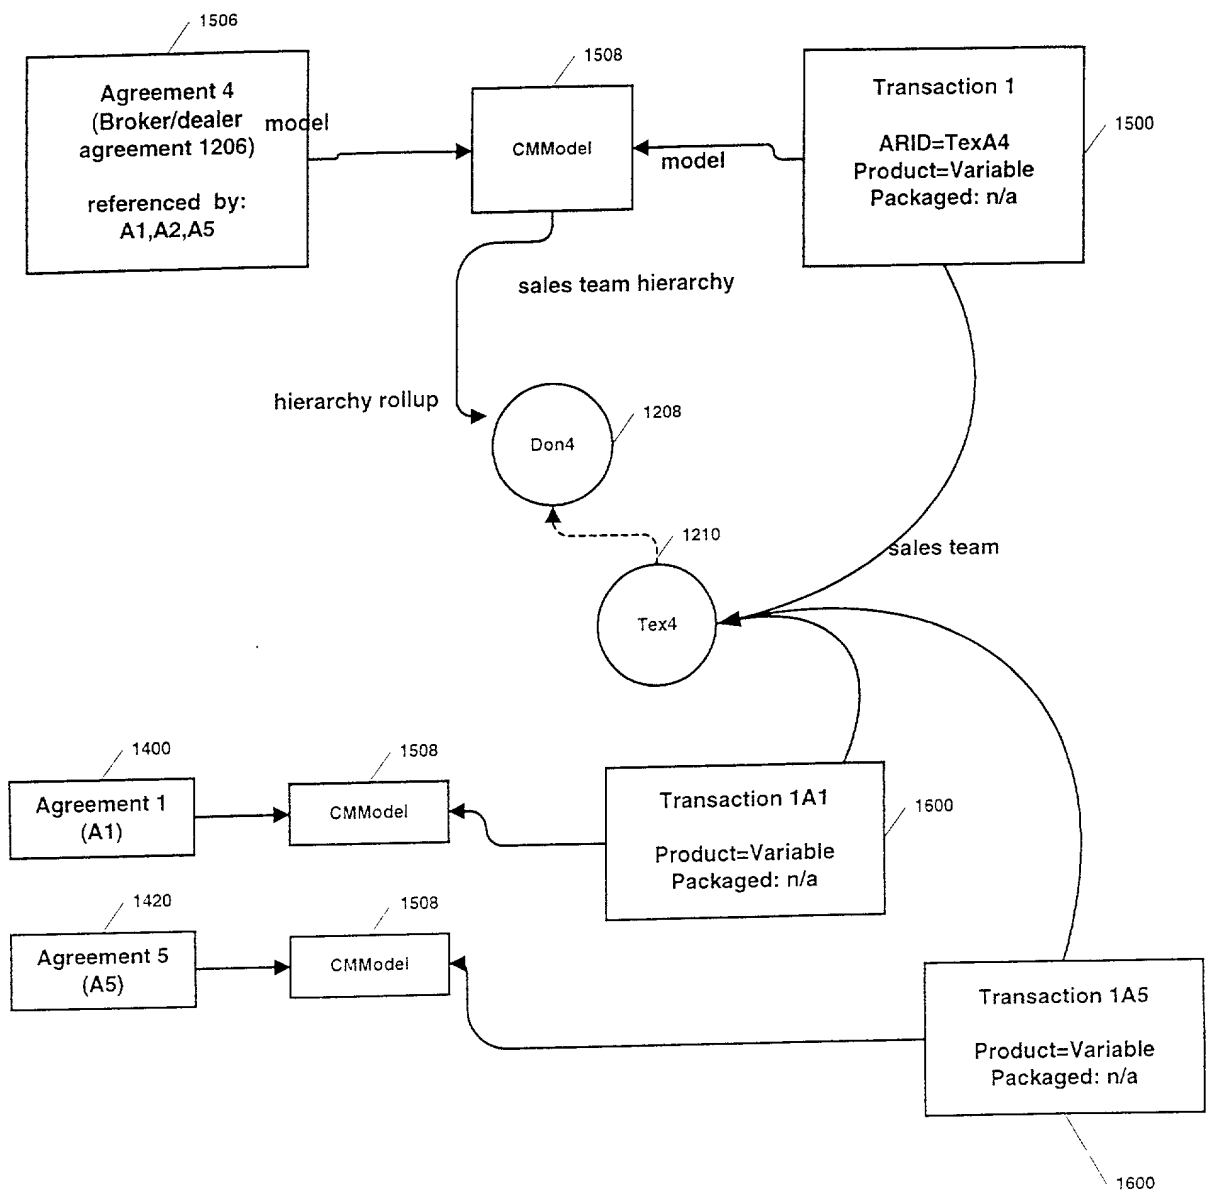 1506
Agreement 4
(Broker/dealer
agreement 1206)
referenced by:
A1,A2,A5
model
1508
CMModel
model
Transaction 1
ARID=TexA4
Product=Variable
Packaged: n/a
1500
sales team hierarchy
hierarchy rollup
Don4
1208
1210
Tex4
sales team
1400
Agreement 1
(A1)
1508
CMModel
Transaction 1A1
Product=Variable
Packaged: n/a
1600
1420
Agreement 5
(A5)
1508
CMModel
Transaction 1A5
Product=Variable
Packaged: n/a
1600